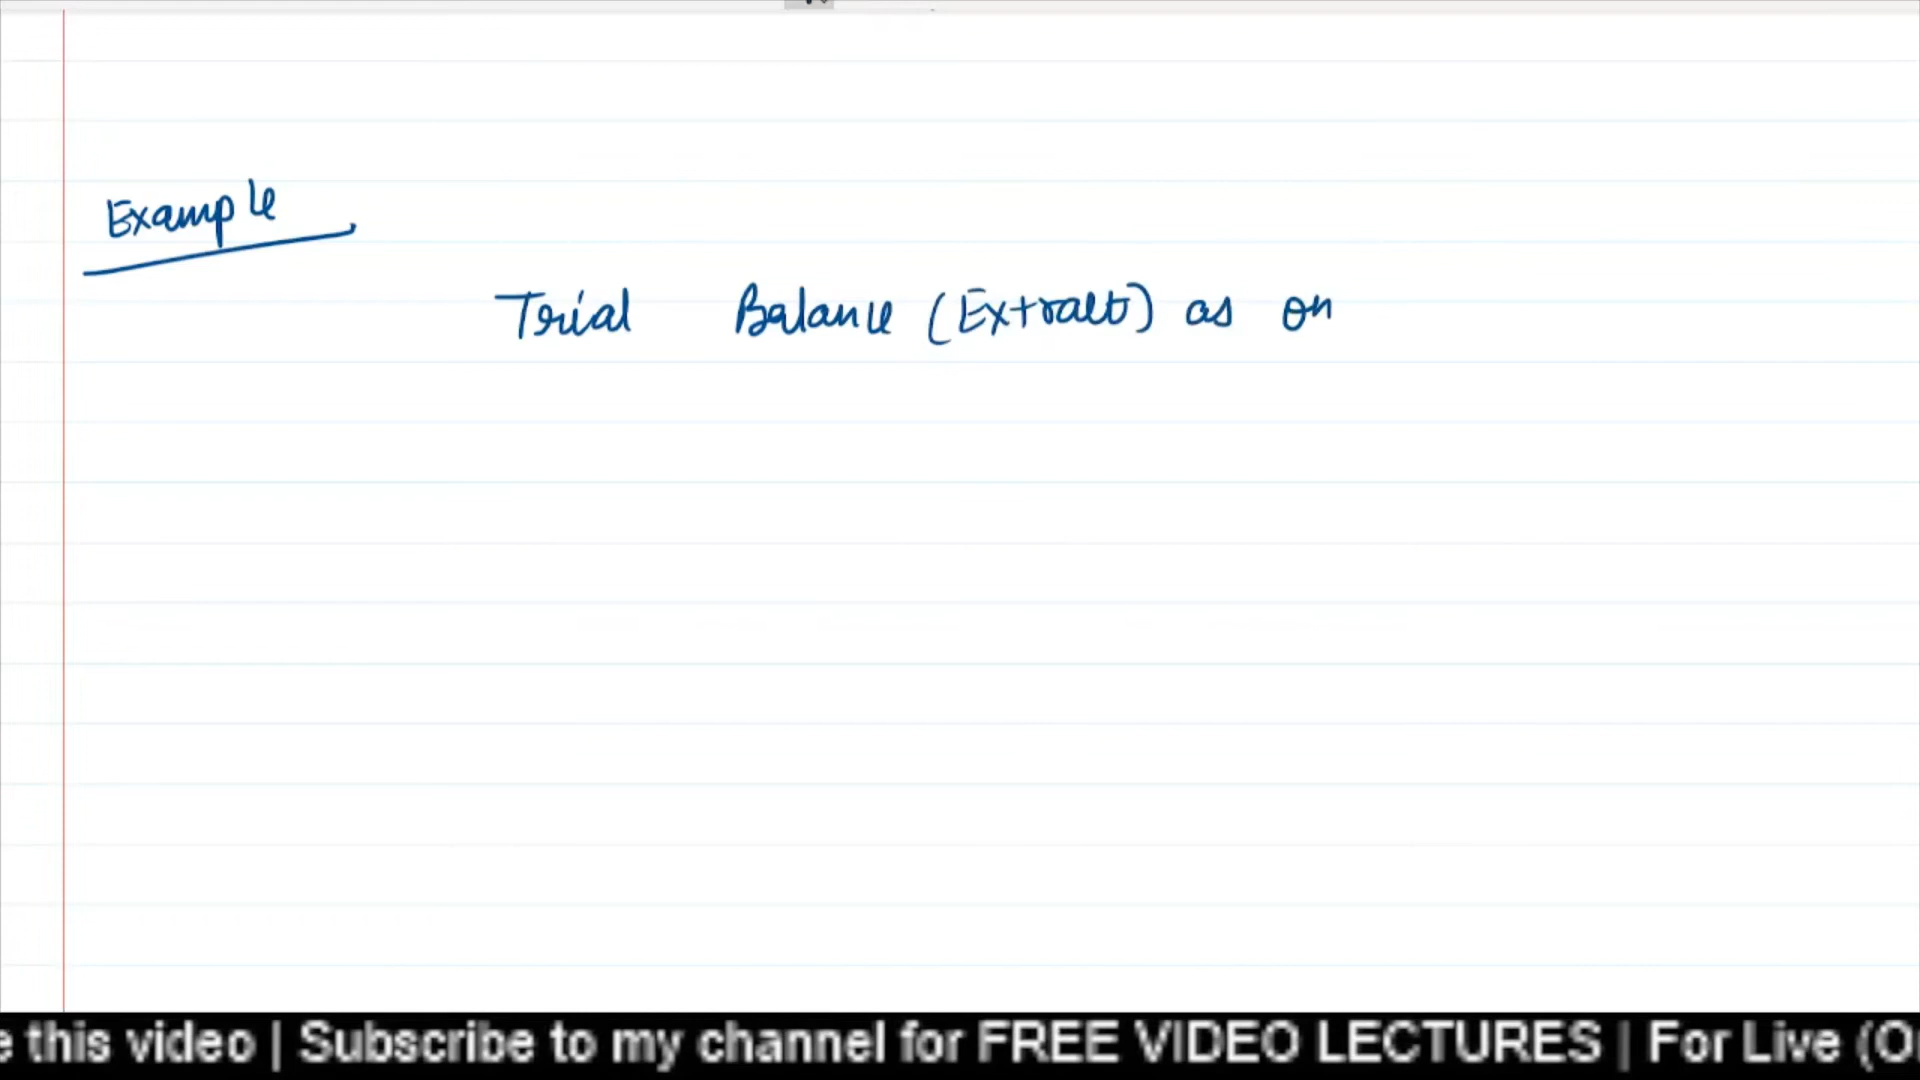 Example
Trial Balance (Extract) as on
e this video | Subscribe to my channel for FREE VIDEO LECTURES | For Live (O